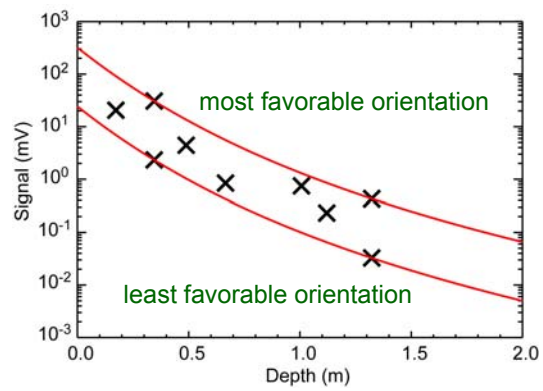 10³
10²
10¹
10⁰
10⁻¹
10⁻²
10⁻³
Signal (mV)
most favorable orientation
least favorable orientation
0.0 0.5 1.0 1.5 2.0
Depth (m)